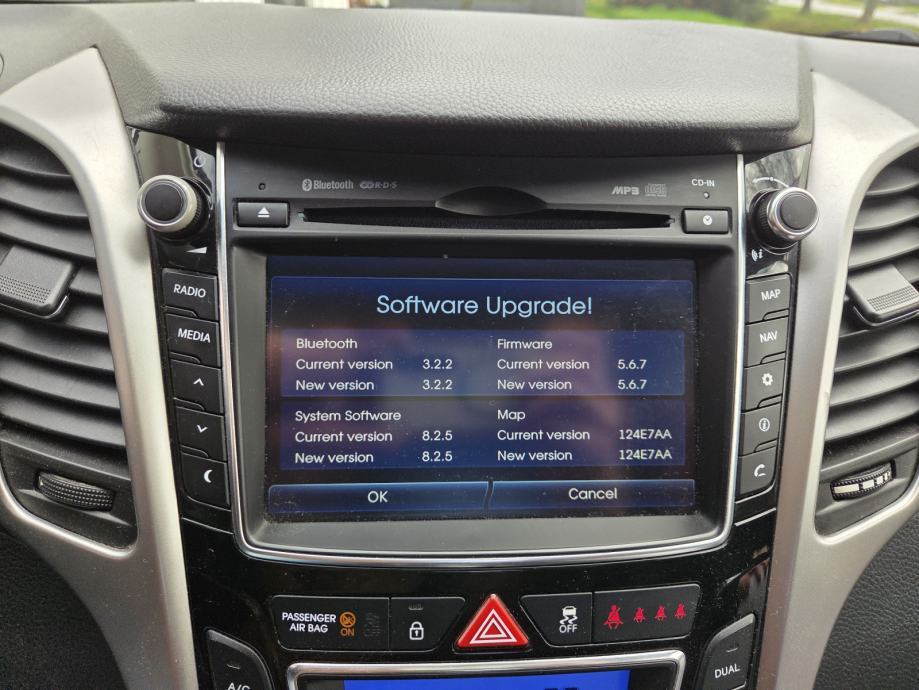 Bluetooth R·D·S MP3 CD-IN
RADIO
MEDIA
MAP
NAV
Software Upgrade!
Bluetooth
Current version 3.2.2
New version 3.2.2
Firmware
Current version 5.6.7
New version 5.6.7
System Software
Current version 8.2.5
New version 8.2.5
Map
Current version 124E7AA
New version 124E7AA
OK Cancel
PASSENGER
AIR BAG
ON
OFF
OFF
A/C
DUAL